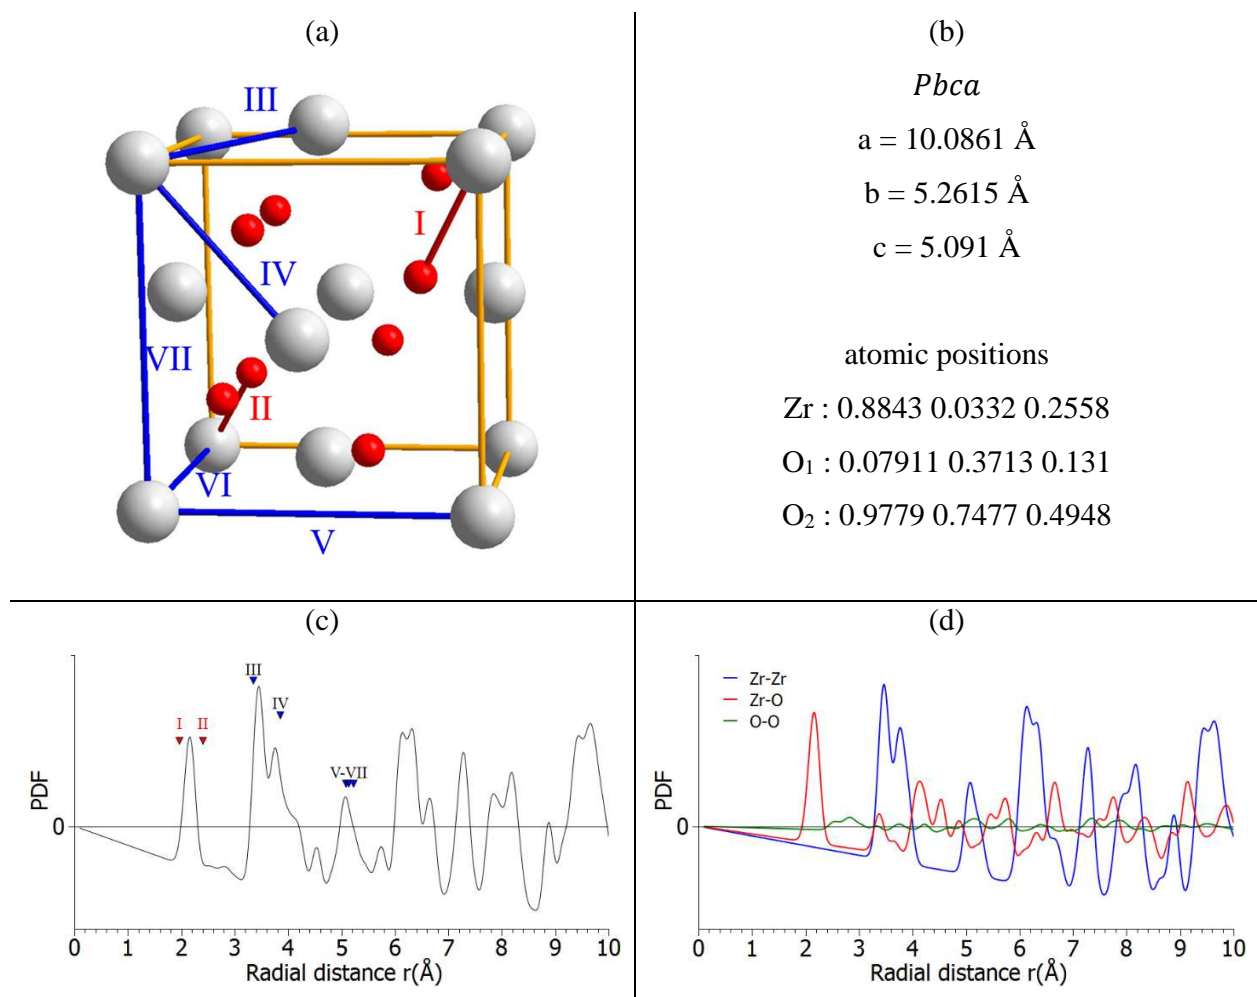 (a)
III
I
IV
VII
II
VI
V
(b)
Pbca
a = 10.0861 Å
b = 5.2615 Å
c = 5.091 Å
atomic positions
Zr : 0.8843 0.0332 0.2558
O₁ : 0.07911 0.3713 0.131
O₂ : 0.9779 0.7477 0.4948
(c)
III
I II IV
V-VII
PDF
0
0 1 2 3 4 5 6 7 8 9 10
Radial distance r(Å)
(d)
Zr-Zr
Zr-O
O-O
PDF
0
0 1 2 3 4 5 6 7 8 9 10
Radial distance r(Å)